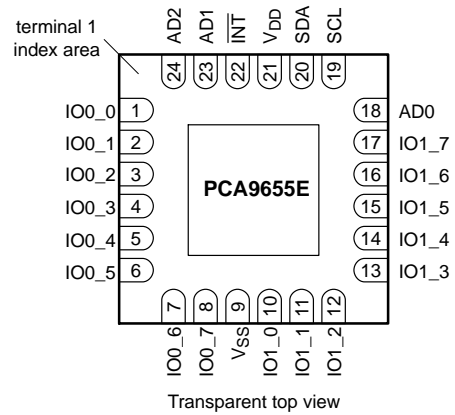 terminal 1
index area
AD2
AD1
INT
VDD
SDA
SCL
24
23
22
21
20
19
IO0_0 1
IO0_1 2
IO0_2 3
IO0_3 4
IO0_4 5
IO0_5 6
PCA9655E
18 AD0
17 IO1_7
16 IO1_6
15 IO1_5
14 IO1_4
13 IO1_3
7
8
9
10
11
12
IO0_6
IO0_7
VSS
IO1_0
IO1_1
IO1_2
Transparent top view